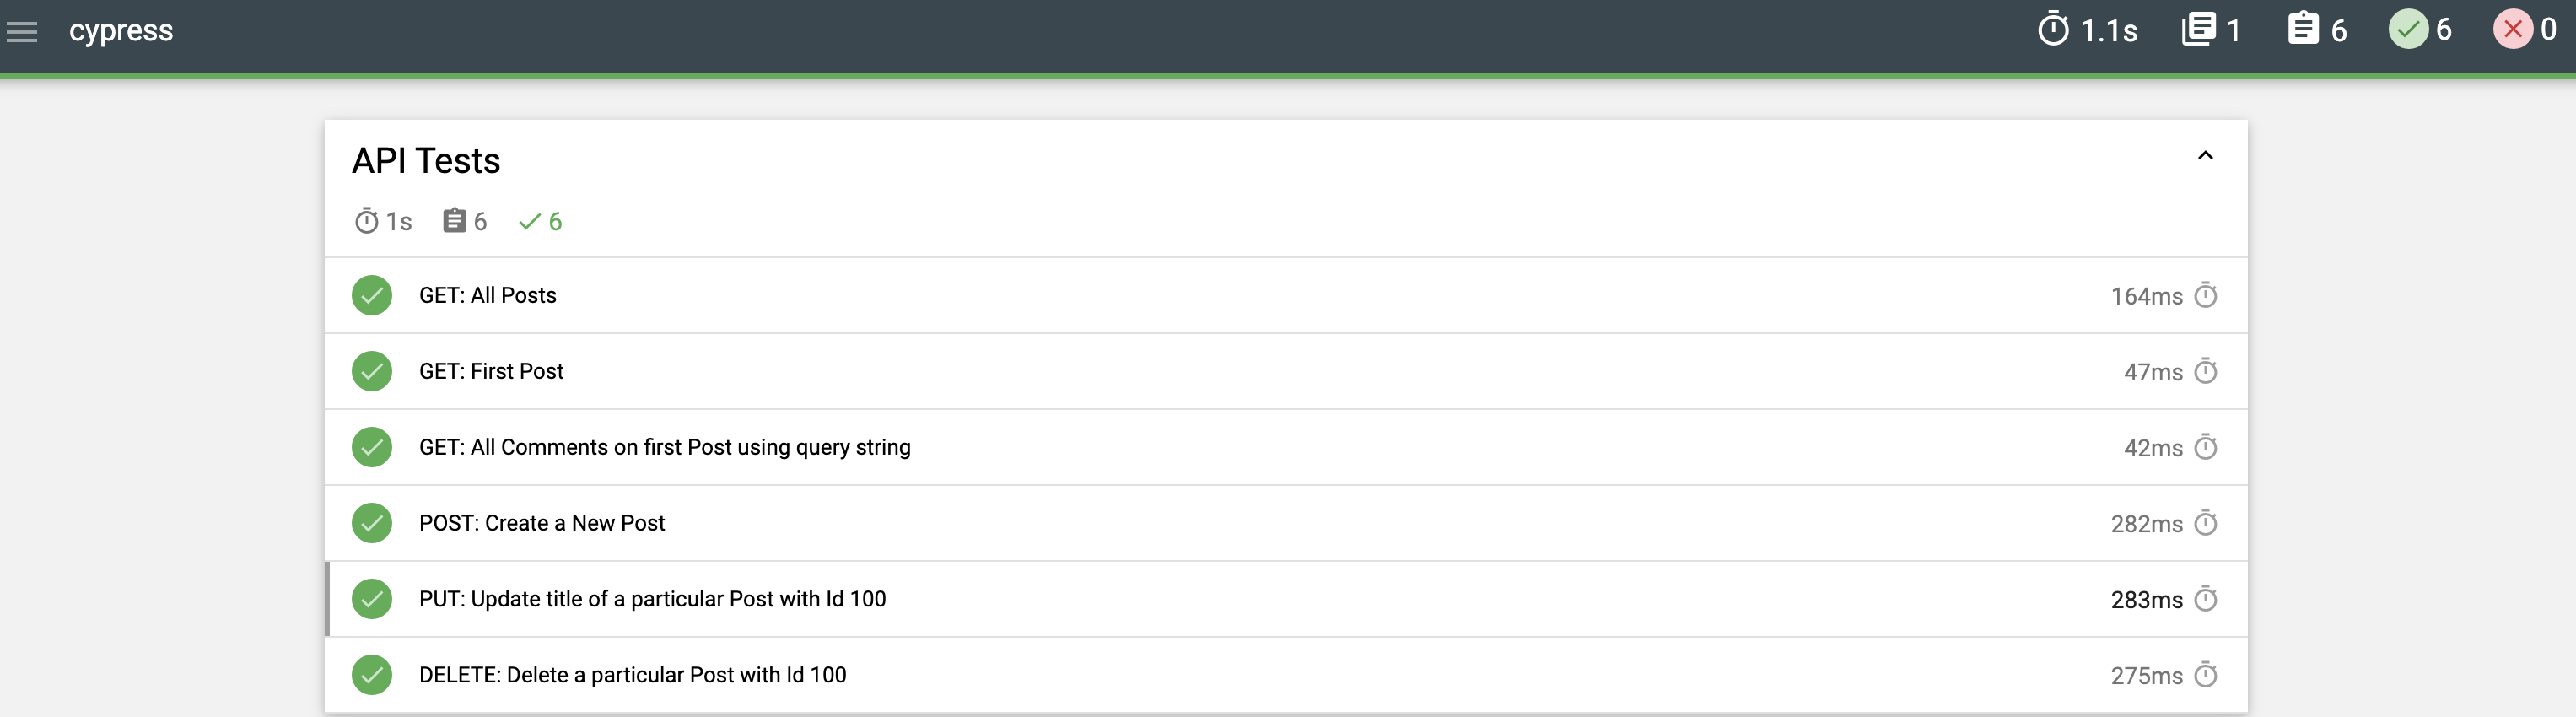 cypress 1.1s 1 6 6 0
API Tests
1s 6 6
GET: All Posts 164ms
GET: First Post 47ms
GET: All Comments on first Post using query string 42ms
POST: Create a New Post 282ms
PUT: Update title of a particular Post with Id 100 283ms
DELETE: Delete a particular Post with Id 100 275ms